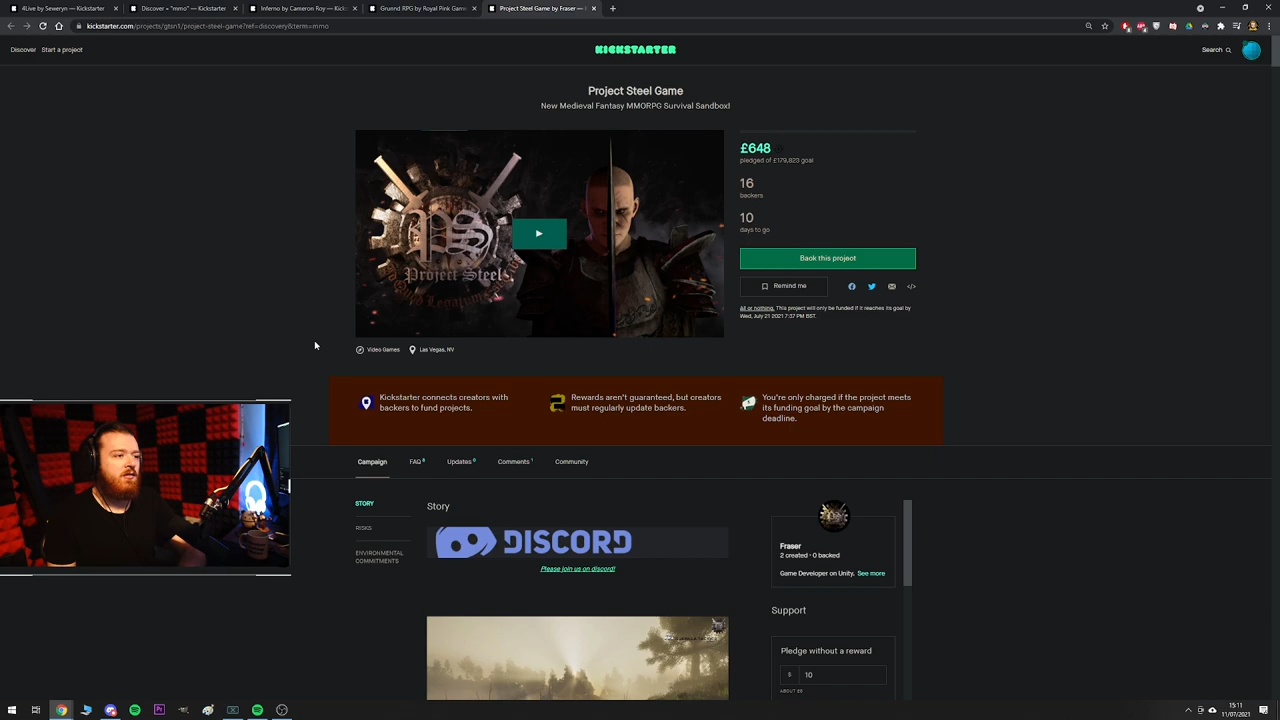 4Live by Seweryn — Kickstarter
Discover » "mmo" — Kickstarter
Inferno by Cameron Roy — Kicks
Grunnd RPG by Royal Pink Game
Project Steel Game by Fraser —
kickstarter.com/projects/gtsn1/project-steel-game?ref=discovery&term=mmo
Discover
Start a project
KICKSTARTER
Search
Project Steel Game
New Medieval Fantasy MMORPG Survival Sandbox!
PS
Project Steel
£648
pledged of £179,823 goal
16
backers
10
days to go
Back this project
Remind me
All or nothing. This project will only be funded if it reaches its goal by
Wed, July 21 2021 7:37 PM BST.
Video Games
Las Vegas, NV
Kickstarter connects creators with
backers to fund projects.
Rewards aren't guaranteed, but creators
must regularly update backers.
You're only charged if the project meets
its funding goal by the campaign
deadline.
Campaign
FAQ
Updates
Comments 1
Community
STORY
RISKS
ENVIRONMENTAL
COMMITMENTS
Story
DISCORD
Please join us on discord!
Fraser
2 created · 0 backed
Game Developer on Unity. See more
Support
Pledge without a reward
$ 10
ABOUT £8
15:11
11/07/2021